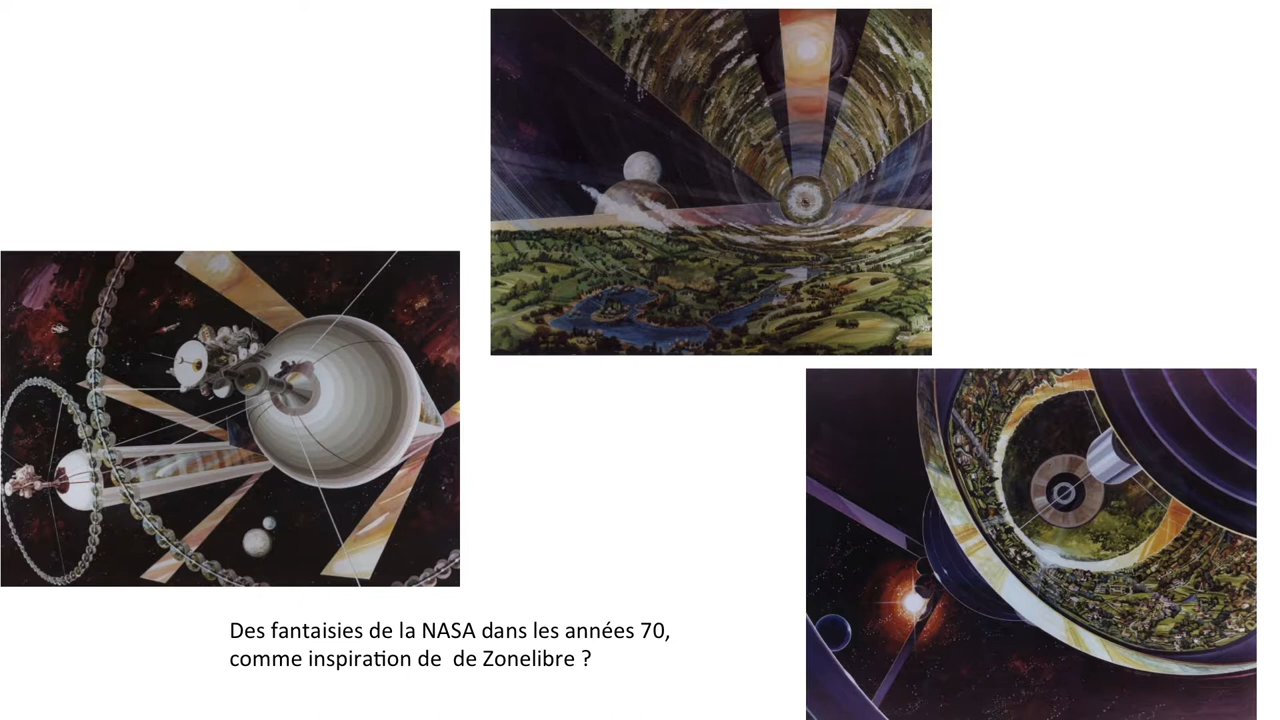 Des fantaisies de la NASA dans les années 70,
comme inspiration de  de Zonelibre ?